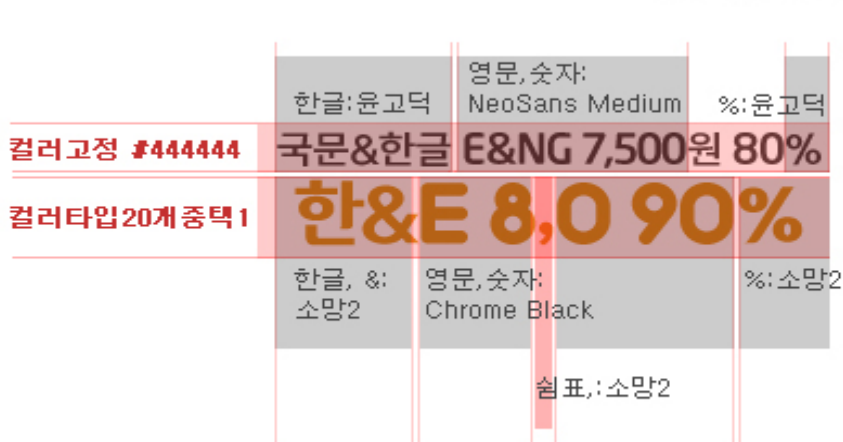 영문,숫자:
한글:윤고딕 NeoSans Medium %:윤고딕
컬러고정 #444444 국문&한글 E&NG 7,500원 80%
컬러타입20개중택1 한&E 8,0 90%
한글, &: 영문,숫자: %:소망2
소망2 Chrome Black
쉼표,:소망2